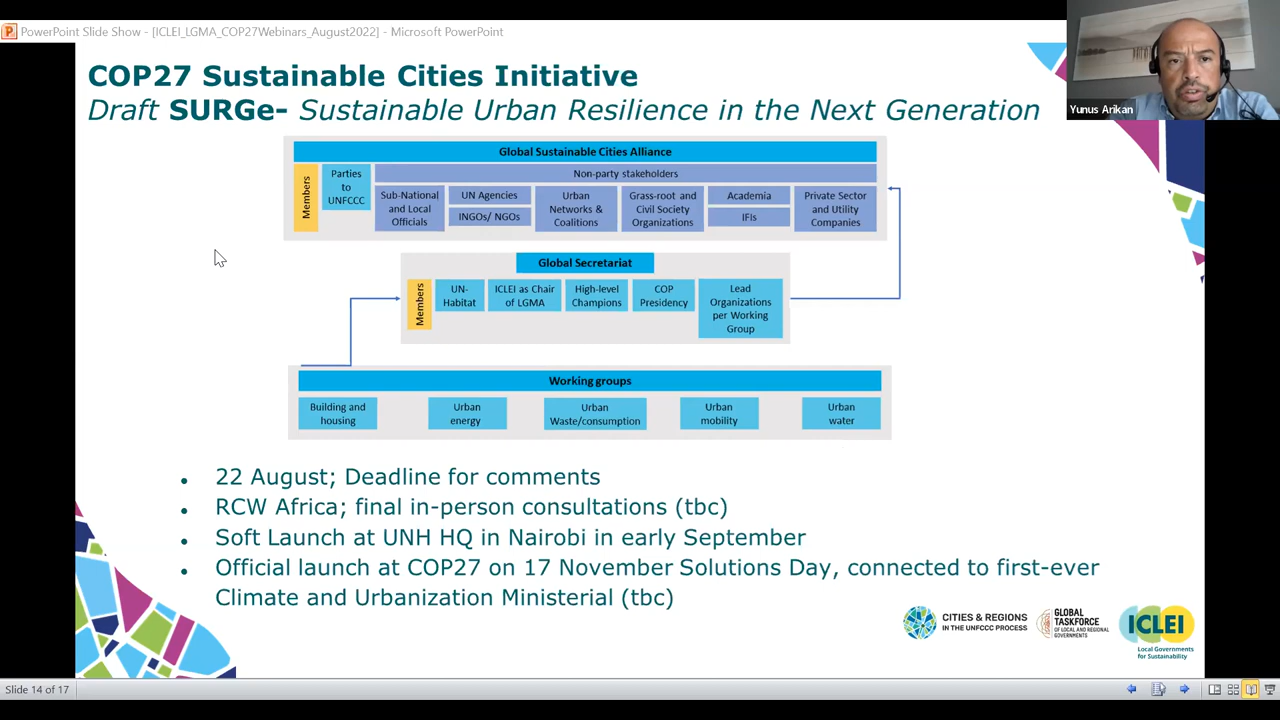 PowerPoint Slide Show - [ICLEI_LGMA_COP27Webinars_August2022] - Microsoft PowerPoint
Yunus Arikan
COP27 Sustainable Cities Initiative
Draft SURGe- Sustainable Urban Resilience in the Next Generation
Global Sustainable Cities Alliance
Members
Parties
to
UNFCCC
Non-party stakeholders
Sub-National
and Local
Officials
UN Agencies
INGOs/ NGOs
Urban
Networks &
Coalitions
Grass-root and
Civil Society
Organizations
Academia
IFIs
Private Sector
and Utility
Companies
Global Secretariat
Members
UN-
Habitat
ICLEI as Chair
of LGMA
High-level
Champions
COP
Presidency
Lead
Organizations
per Working
Group
Working groups
Building and
housing
Urban
energy
Urban
Waste/consumption
Urban
mobility
Urban
water
• 22 August; Deadline for comments
• RCW Africa; final in-person consultations (tbc)
• Soft Launch at UNH HQ in Nairobi in early September
• Official launch at COP27 on 17 November Solutions Day, connected to first-ever
Climate and Urbanization Ministerial (tbc)
CITIES & REGIONS
IN THE UNFCCC PROCESS
GLOBAL
TASKFORCE
OF LOCAL AND REGIONAL
GOVERNMENTS
ICLEI
Local Governments
for Sustainability
Slide 14 of 17